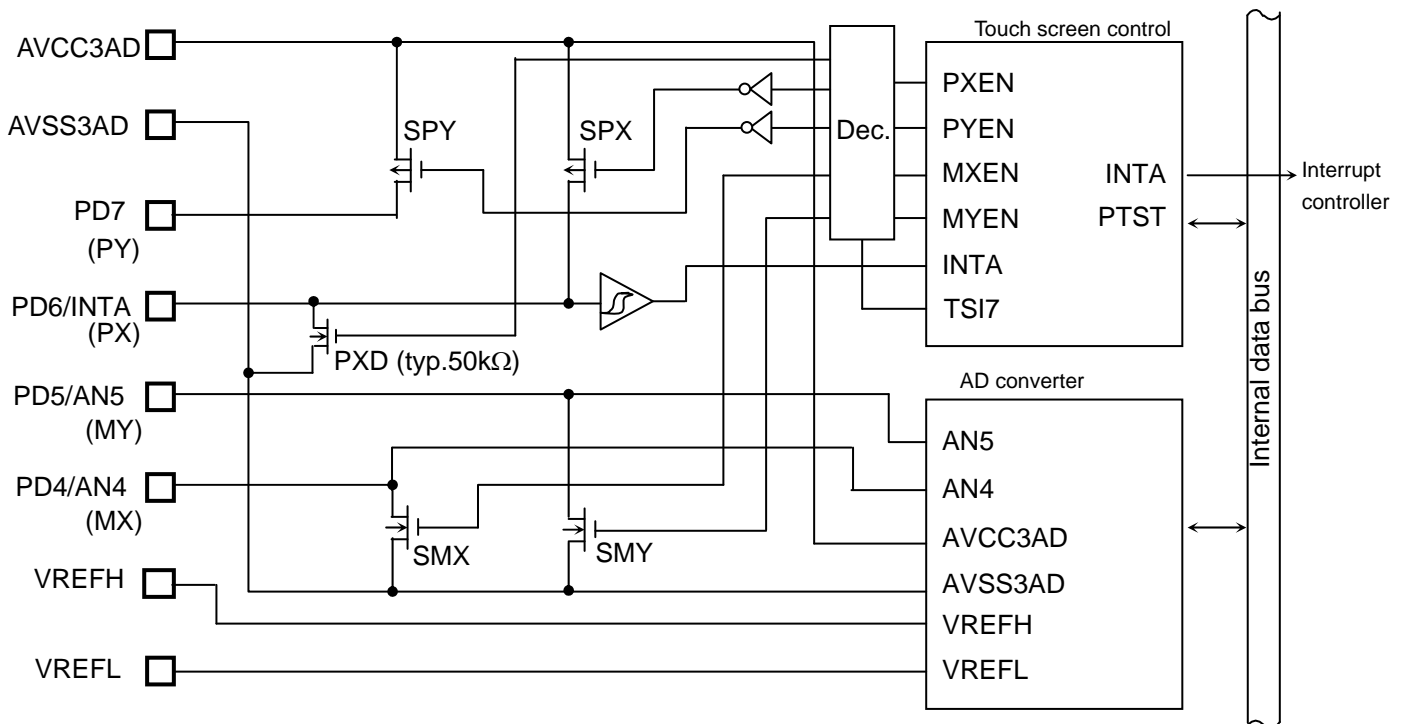 Touch screen control
AVCC3AD
AVSS3AD
PD7
(PY)
PD6/INTA
(PX)
PD5/AN5
(MY)
PD4/AN4
(MX)
VREFH
VREFL
SPY
SPX
PXD (typ.50kΩ)
SMX
SMY
Dec.
PXEN
PYEN
MXEN
MYEN
INTA
TSI7
INTA
PTST
Interrupt
controller
AD converter
AN5
AN4
AVCC3AD
AVSS3AD
VREFH
VREFL
Internal data bus